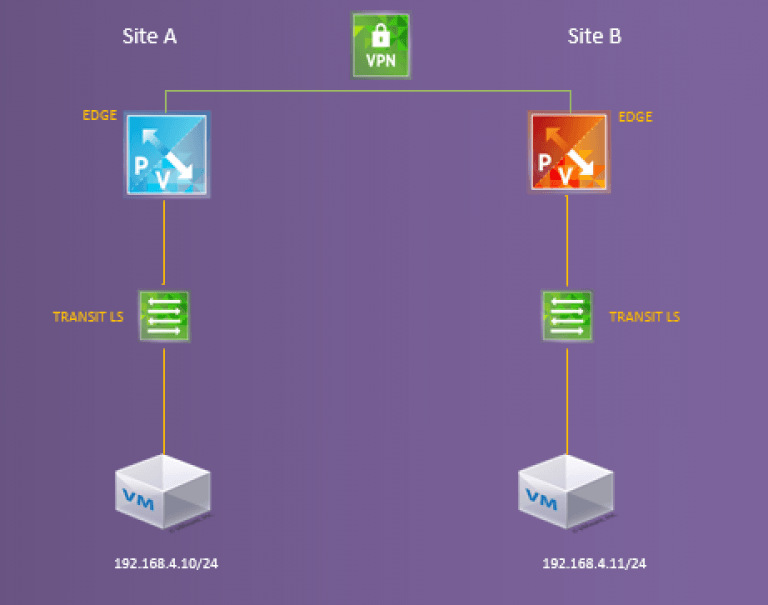 Site A
VPN
Site B
EDGE
EDGE
P
V
P
V
TRANSIT LS
TRANSIT LS
VM
VM
192.168.4.10/24
192.168.4.11/24